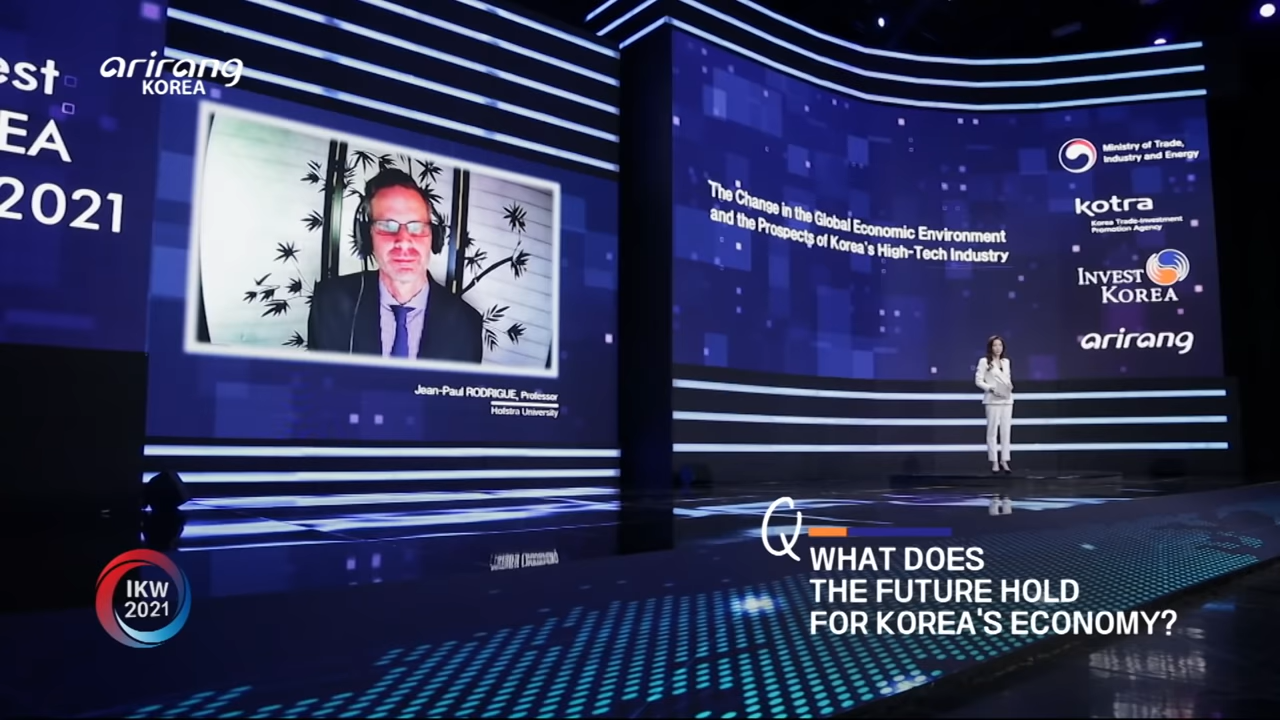 est
EA
2021
arirang
KOREA
Jean-Paul RODRIGUE, Professor
Hofstra University
The Change in the Global Economic Environment
and the Prospects of Korea's High-Tech Industry
Ministry of Trade,
Industry and Energy
kotra
Korea Trade-Investment
Promotion Agency
INVEST
KOREA
arirang
IKW
2021
Q
WHAT DOES
THE FUTURE HOLD
FOR KOREA'S ECONOMY?